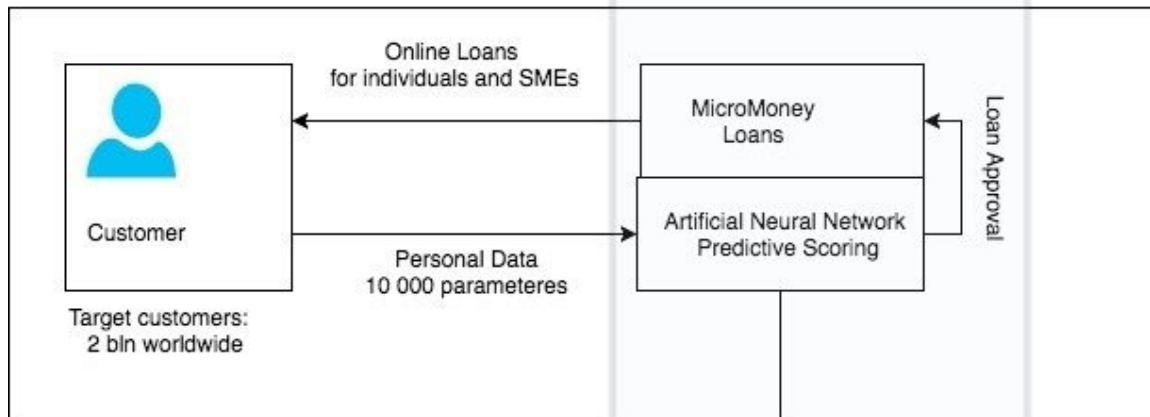 Online Loans
for individuals and SMEs
MicroMoney
Loans
Loan Approval
Customer
Artificial Neural Network
Predictive Scoring
Personal Data
10 000 parameteres
Target customers:
2 bln worldwide